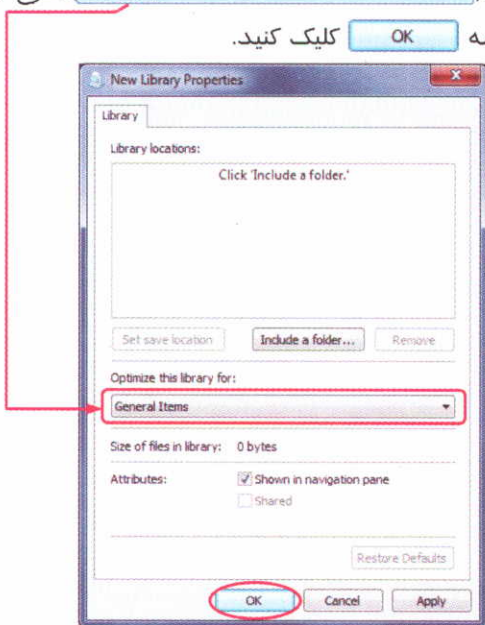 OK کلیک کنید.
New Library Properties
Library
Library locations:
Click 'Include a folder.'
Set save location Include a folder... Remove
Optimize this library for:
General Items
Size of files in library: 0 bytes
Attributes: Shown in navigation pane
Shared
Restore Defaults
OK Cancel Apply